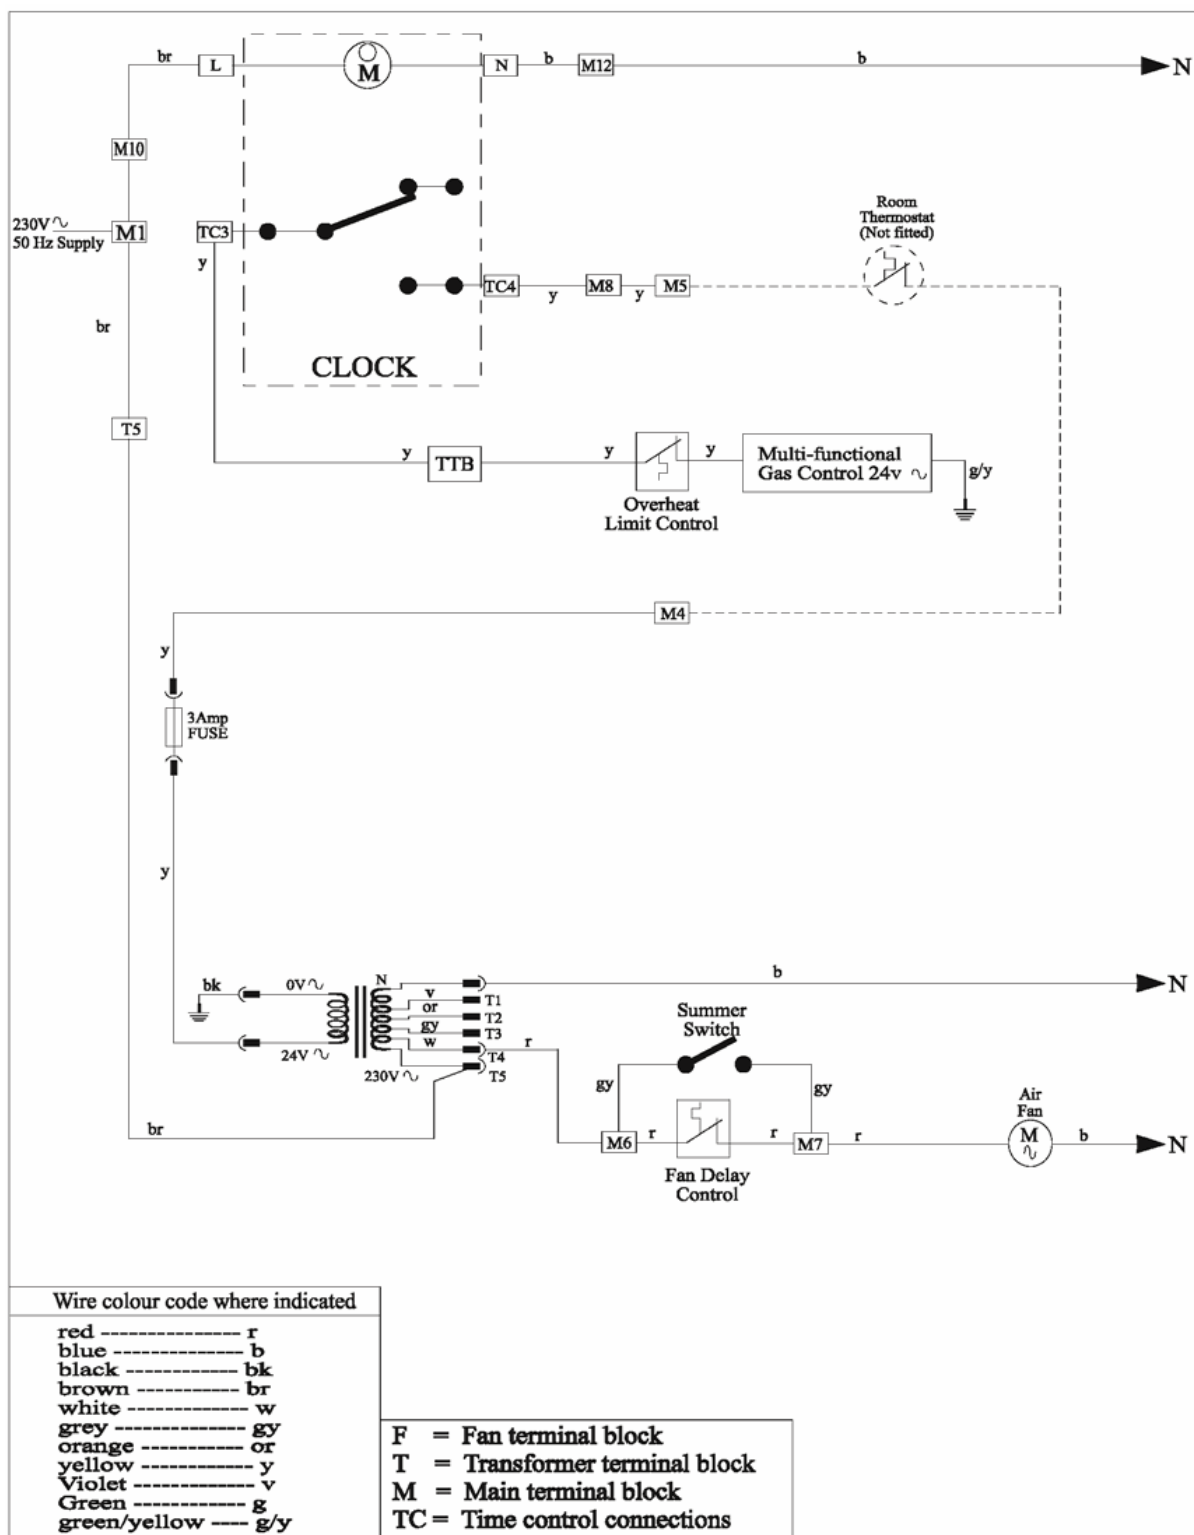 br
L
M
N
b
M12
b
N
M10
230V
50 Hz Supply
M1
TC3
y
Room
Thermostat
(Not fitted)
TC4
y
M8
y
M5
br
CLOCK
T5
y
TTB
y
y
Multi-functional
Gas Control 24v
g/y
Overheat
Limit Control
M4
y
3Amp
FUSE
y
bk
0V
N
v
T1
or
T2
gy
T3
w
T4
r
24V
230V
T5
b
N
Summer
Switch
gy
gy
br
M6
r
r
M7
r
Air
Fan
M
b
N
Fan Delay
Control
Wire colour code where indicated
red --------------- r
blue -------------- b
black ------------ bk
brown ----------- br
white ------------- w
grey -------------- gy
orange ----------- or
yellow ------------ y
Violet ------------- v
Green ------------ g
green/yellow ---- g/y
F = Fan terminal block
T = Transformer terminal block
M = Main terminal block
TC = Time control connections